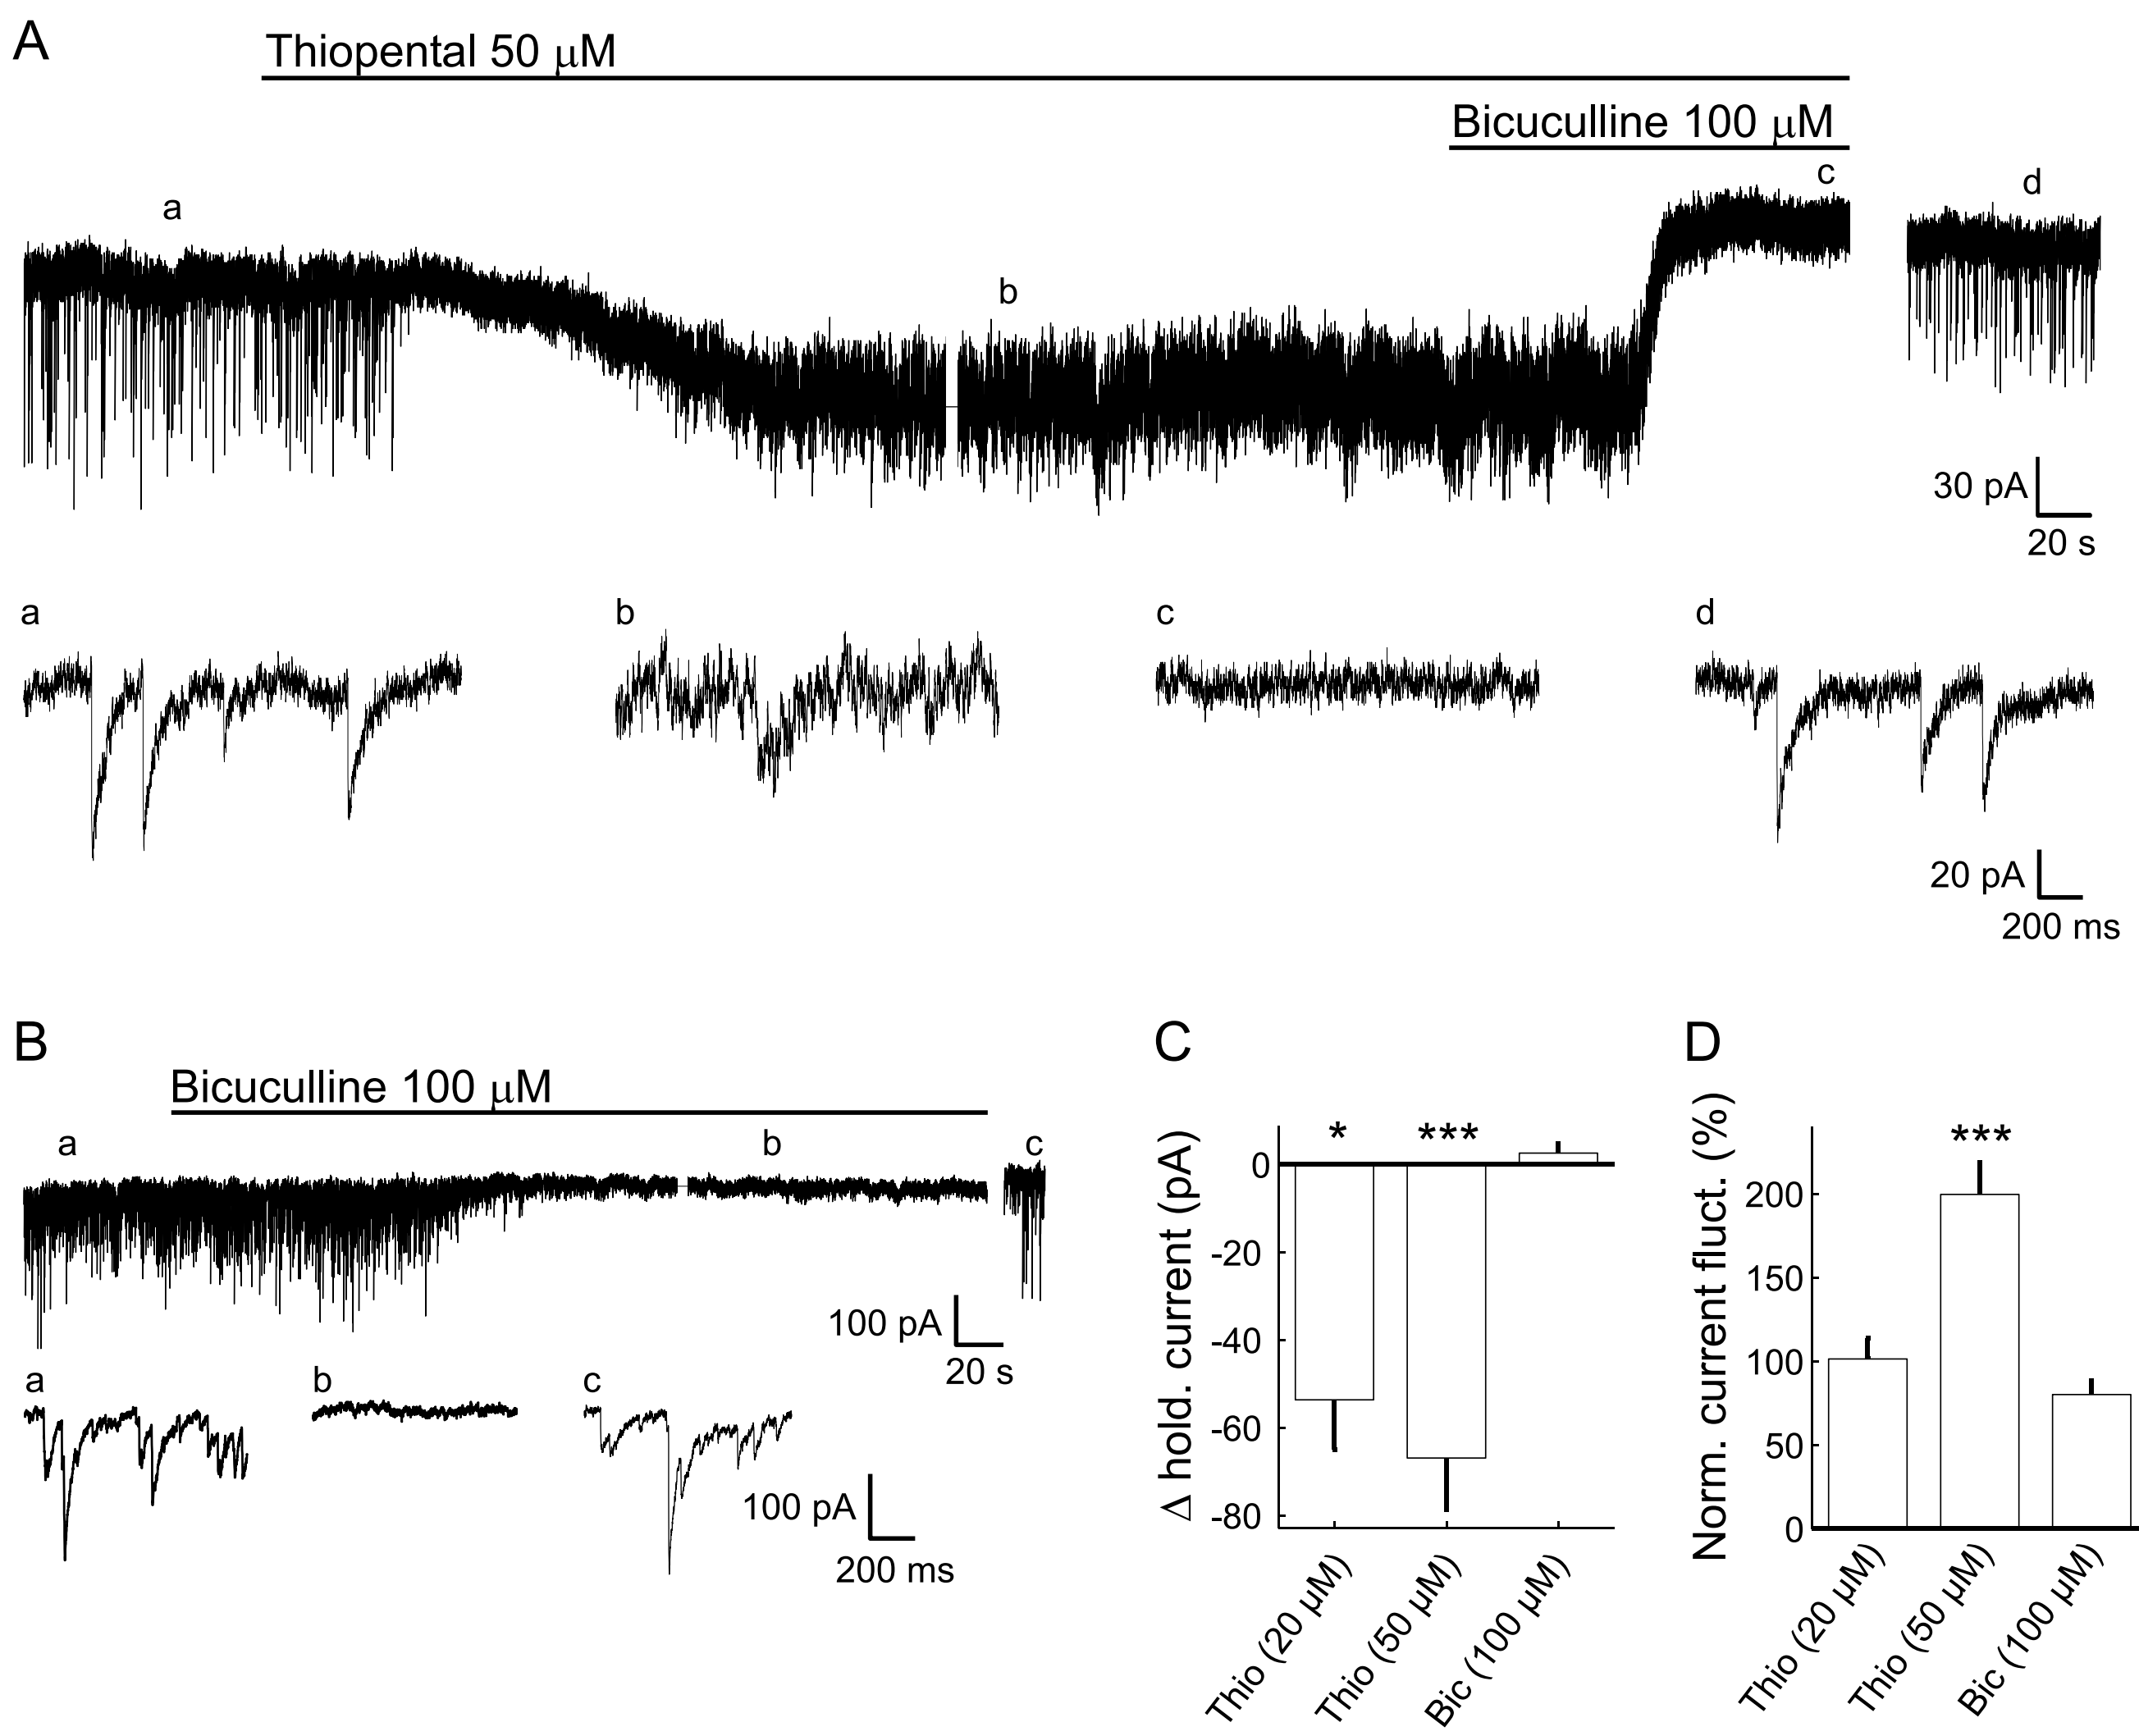 A
Thiopental 50 µM
Bicuculline 100 µM
a
b
c
d
30 pA
20 s
a
b
c
d
20 pA
200 ms
B
Bicuculline 100 µM
a
b
c
100 pA
20 s
a
b
c
100 pA
200 ms
C
Δ hold. current (pA)
* ***
0
-20
-40
-60
-80
Thio (20 µM)
Thio (50 µM)
Bic (100 µM)
D
Norm. current fluct. (%)
***
200
150
100
50
0
Thio (20 µM)
Thio (50 µM)
Bic (100 µM)